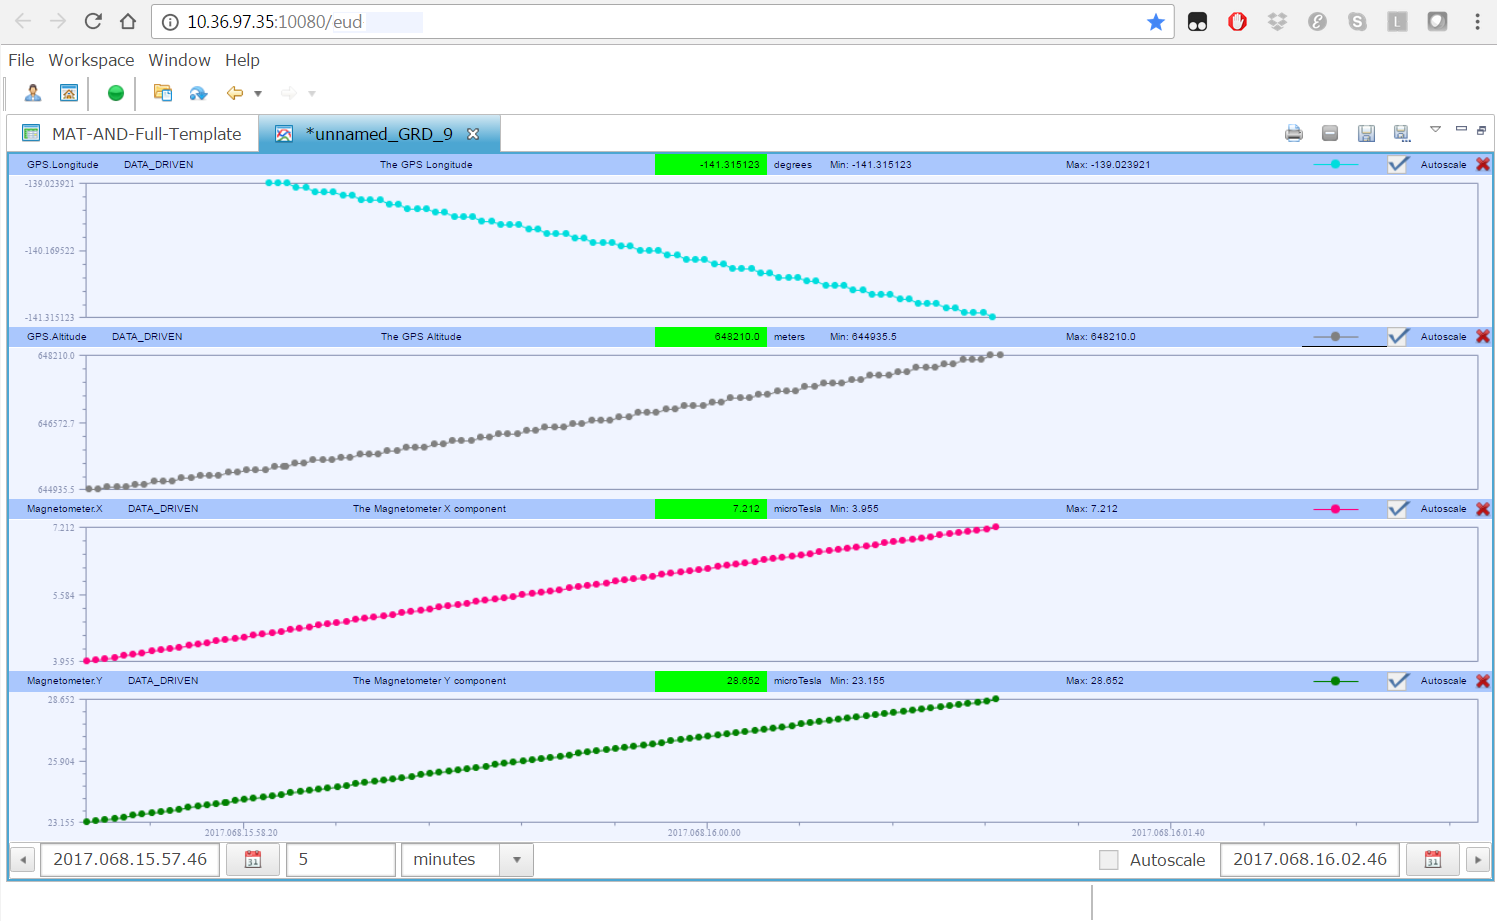 10.36.97.35:10080/eud
File Workspace Window Help
MAT-AND-Full-Template *unnamed_GRD_9
GPS.Longitude DATA_DRIVEN The GPS Longitude -141.315123 degrees Min: -141.315123 Max: -139.023921 Autoscale
-139.023921
-140.169522
-141.315123
GPS.Altitude DATA_DRIVEN The GPS Altitude 648210.0 meters Min: 644935.5 Max: 648210.0 Autoscale
648210.0
646572.7
644935.5
Magnetometer.X DATA_DRIVEN The Magnetometer X component 7.212 microTesla Min: 3.955 Max: 7.212 Autoscale
7.212
5.584
3.955
Magnetometer.Y DATA_DRIVEN The Magnetometer Y component 28.652 microTesla Min: 23.155 Max: 28.652 Autoscale
28.652
25.904
23.155
2017.068.15.58.20 2017.068.16.00.00 2017.068.16.01.40
2017.068.15.57.46 31 5 minutes Autoscale 2017.068.16.02.46 31